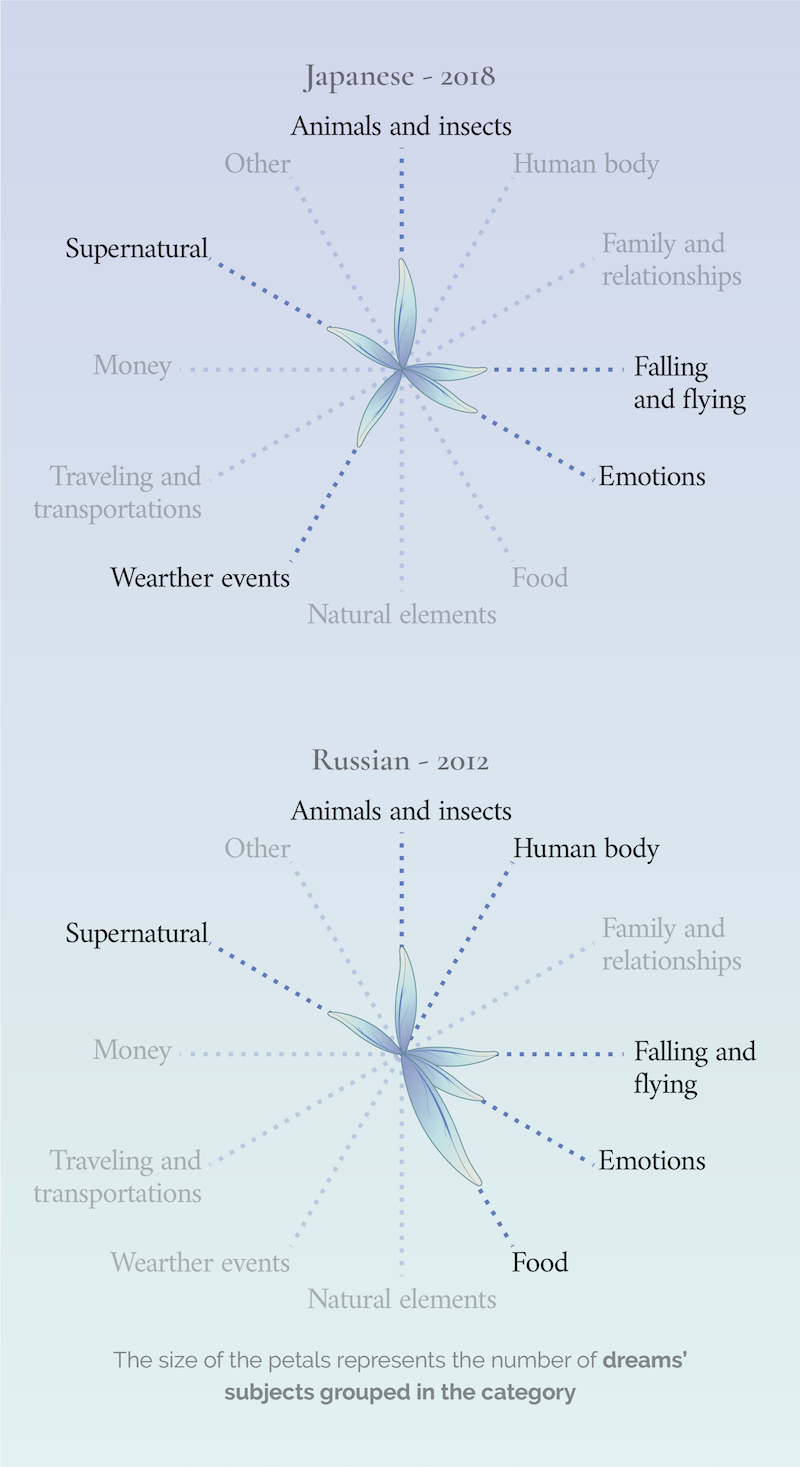 Japanese - 2018
Animals and insects
Other
Human body
Supernatural
Family and
relationships
Money
Falling
and flying
Traveling and
transportations
Emotions
Wearther events
Food
Natural elements
Russian - 2012
Animals and insects
Other
Human body
Supernatural
Family and
relationships
Money
Falling and
flying
Traveling and
transportations
Emotions
Wearther events
Food
Natural elements
The size of the petals represents the number of dreams'
subjects grouped in the category